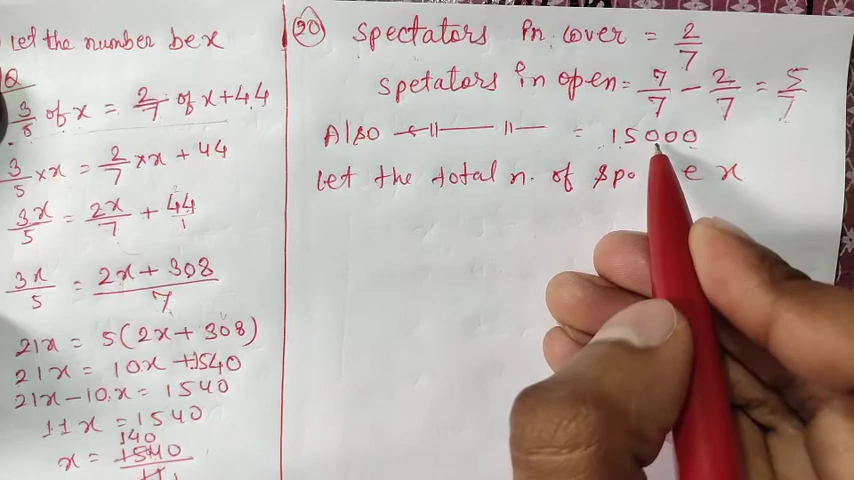 Let the number be x
Q
3/5 of x = 2/7 of x + 44
3/5 × x = 2/7 × x + 44
3x/5 = 2x/7 + 44/1
3x/5 = 2x + 308/7
21x = 5(2x + 308)
21x = 10x + 1540
21x - 10x = 1540
11x = 1540
140
x = 1540/11
20 Spectators in cover = 2/7
Spetators in open = 7/7 - 2/7 = 5/7
Also —〃— 〃— = 15000
Let the total n. of x